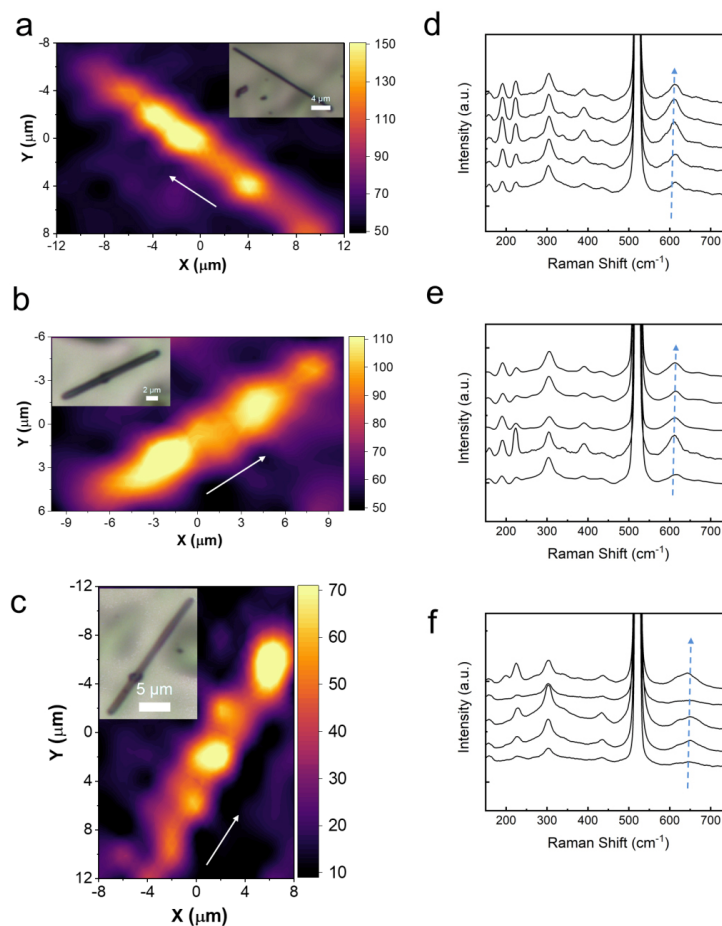 a
-8
-4
0
4
8
Y (μm)
-12 -8 -4 0 4 8 12
X (μm)
4 μm
150
130
110
90
70
50
d
Intensity (a.u.)
200 300 400 500 600 700
Raman Shift (cm-1)
b
-6
-3
0
3
6
Y (μm)
-9 -6 -3 0 3 6 9
X (μm)
2 μm
110
100
90
80
70
60
50
e
Intensity (a.u.)
200 300 400 500 600 700
Raman Shift (cm-1)
c
-12
-8
-4
0
4
8
12
Y (μm)
-8 -4 0 4 8
X (μm)
5 μm
70
60
50
40
30
20
10
f
Intensity (a.u.)
200 300 400 500 600 700
Raman Shift (cm-1)